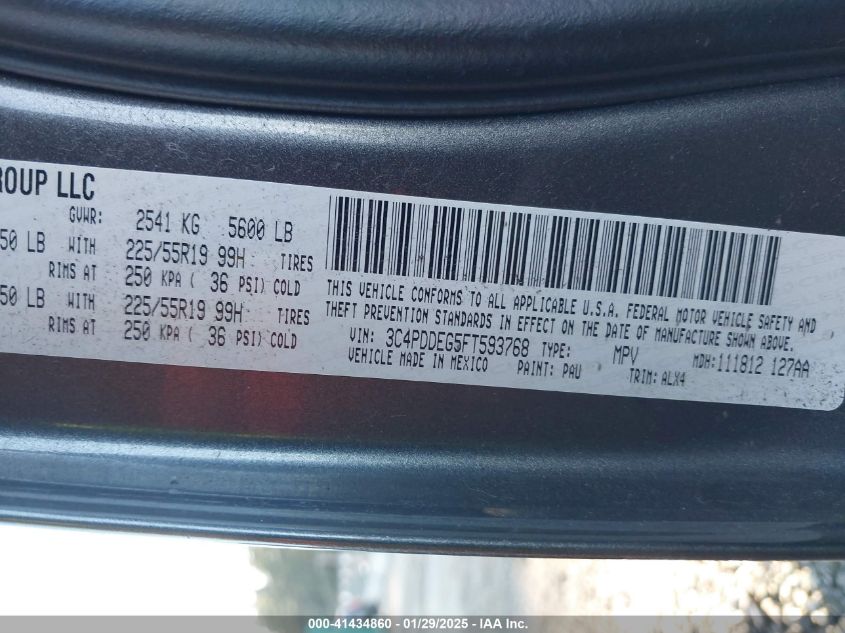 ROUP LLC
GVWR: 2541 KG 5600 LB
50 LB WITH 225/55R19 99H TIRES
RIMS AT 250 KPA ( 36 PSI) COLD
50 LB WITH 225/55R19 99H TIRES
RIMS AT 250 KPA ( 36 PSI) COLD
THIS VEHICLE CONFORMS TO ALL APPLICABLE U.S.A. FEDERAL MOTOR VEHICLE SAFETY AND
THEFT PREVENTION STANDARDS IN EFFECT ON THE DATE OF MANUFACTURE SHOWN ABOVE.
VIN: 3C4PDDEG5FT593768 TYPE: MPV MDH:111812 127AA
VEHICLE MADE IN MEXICO PAINT: PAU TRIM: ALX4
000-41434860 - 01/29/2025 - IAA Inc.